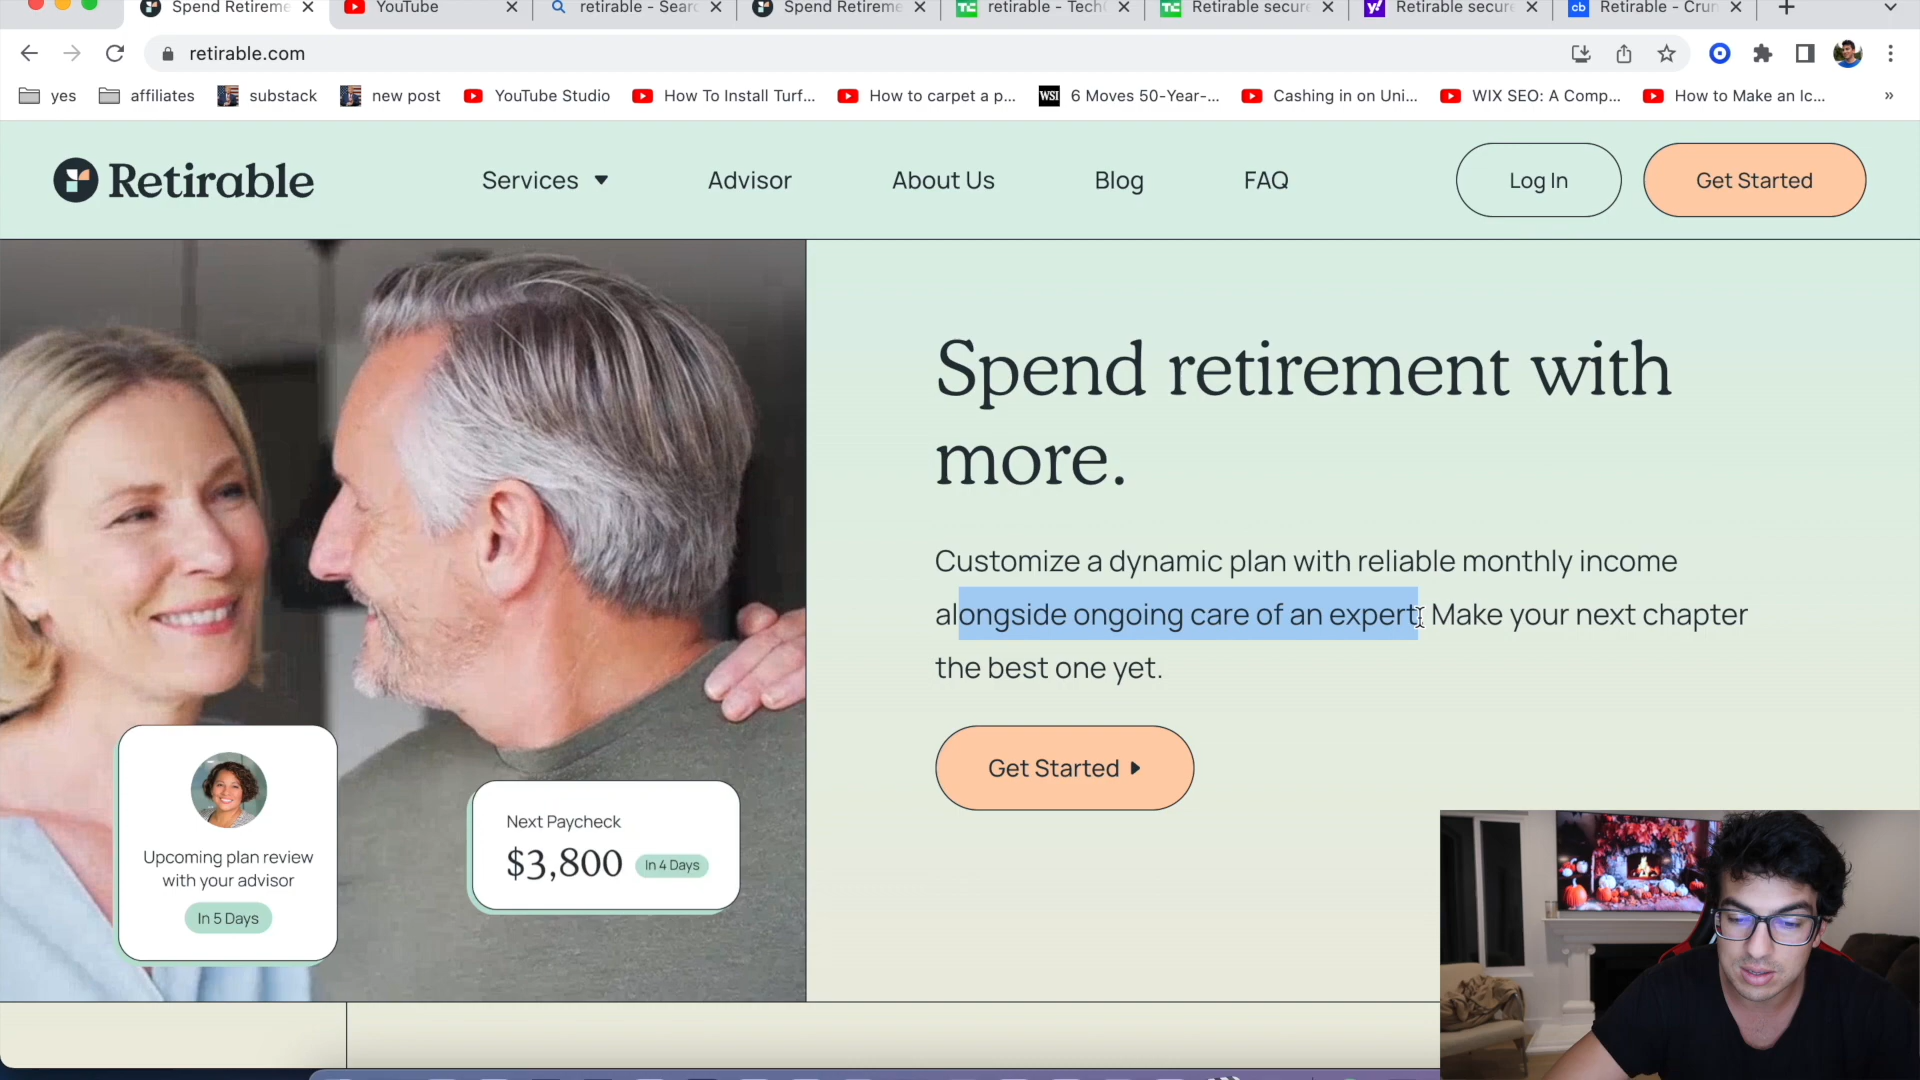 Spend Retireme
YouTube
retirable - Searc
Spend Retireme
retirable - Tech
Retirable secure
Retirable secure
Retirable - Crun
retirable.com
yes
affiliates
substack
new post
YouTube Studio
How To Install Turf...
How to carpet a p...
WSJ
6 Moves 50-Year-...
Cashing in on Uni...
WIX SEO: A Comp...
How to Make an Ic...
»
Retirable
Services
Advisor
About Us
Blog
FAQ
Log In
Get Started
Spend retirement with
more.
Customize a dynamic plan with reliable monthly income
alongside ongoing care of an expert. Make your next chapter
the best one yet.
Get Started
Upcoming plan review
with your advisor
In 5 Days
Next Paycheck
$3,800
In 4 Days